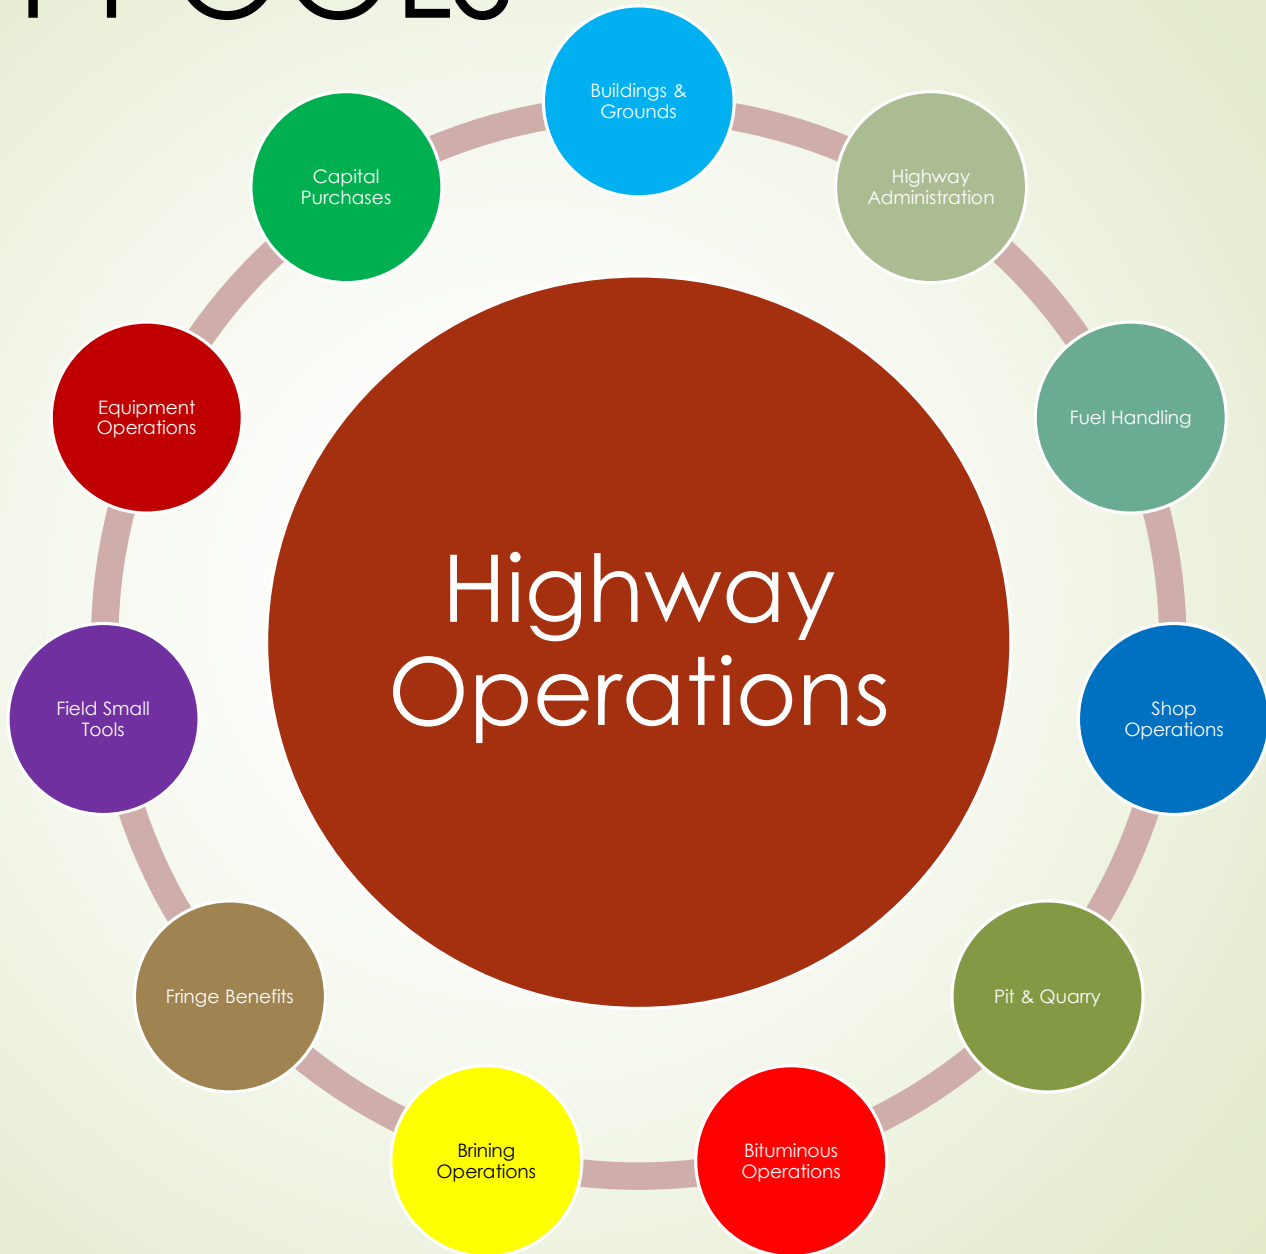 Buildings &
Grounds
Highway
Administration
Fuel Handling
Shop
Operations
Pit & Quarry
Bituminous
Operations
Brining
Operations
Fringe Benefits
Field Small
Tools
Equipment
Operations
Capital
Purchases
Highway
Operations